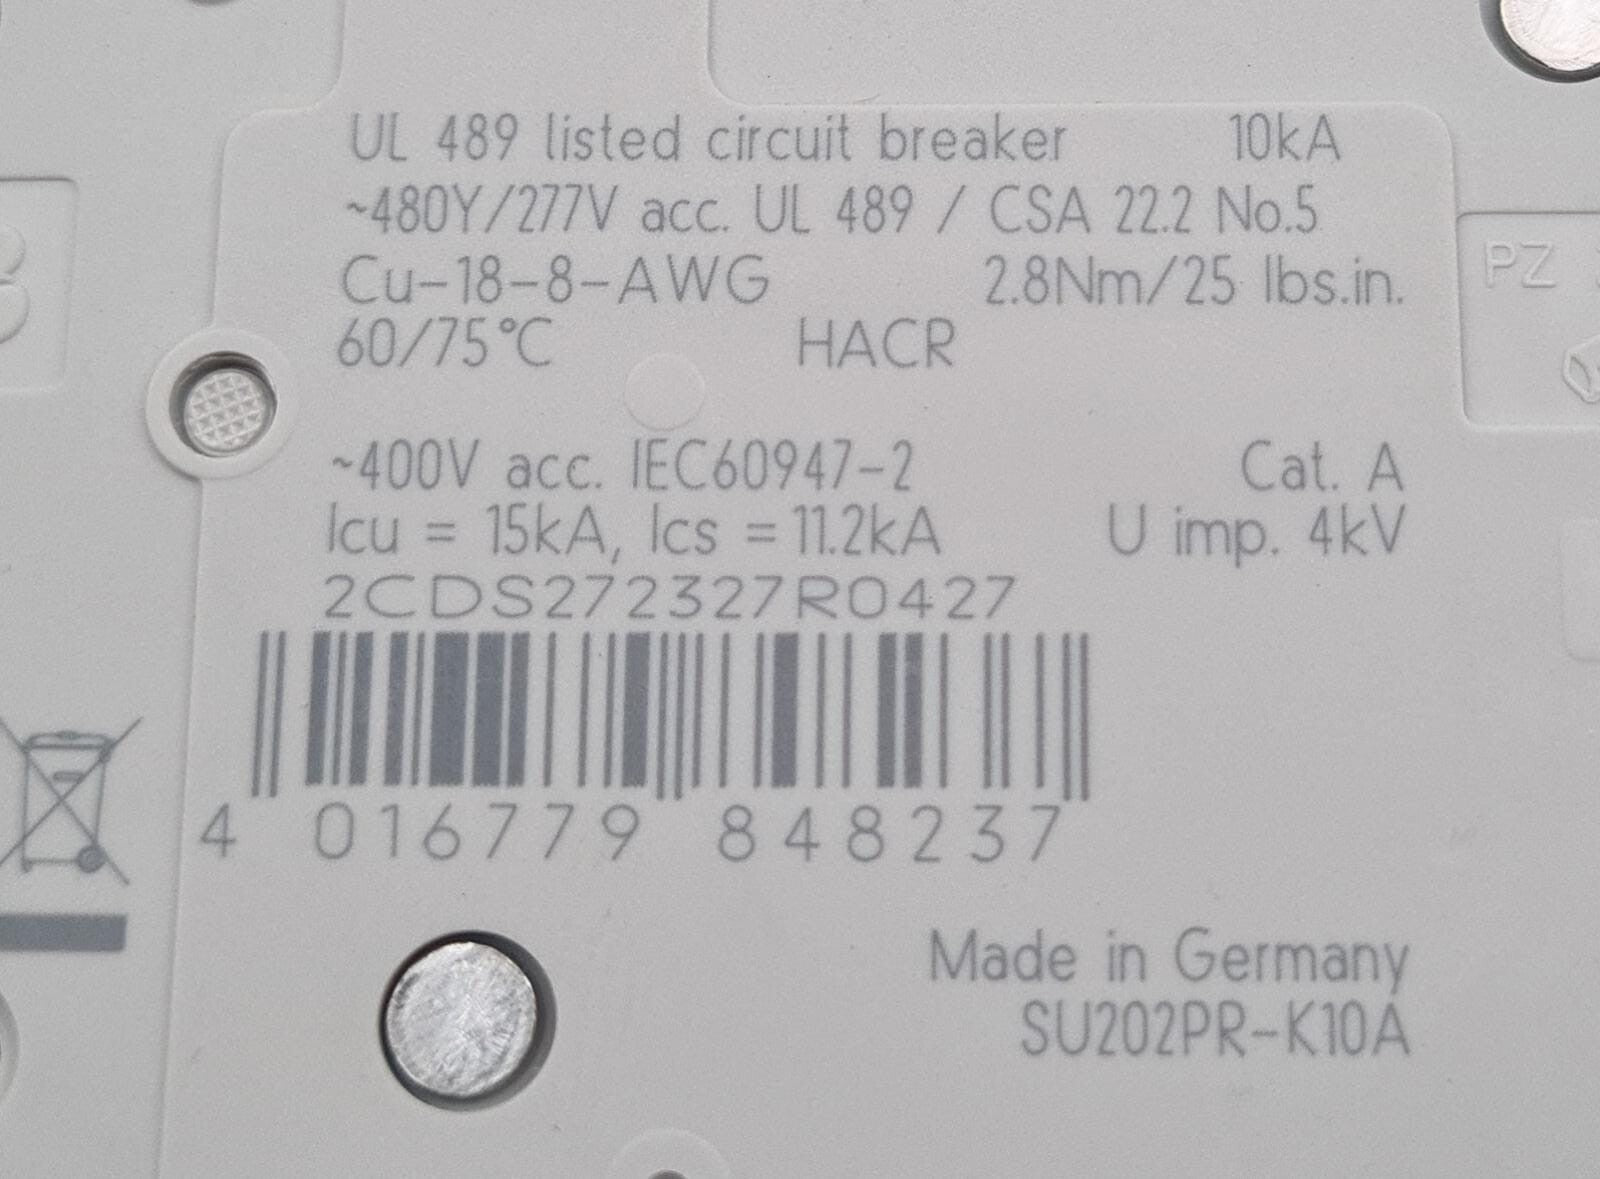 UL 489 listed circuit breaker 10kA
~480Y/277V acc. UL 489 / CSA 22.2 No.5
Cu-18-8-AWG 2.8Nm/25 lbs.in.
60/75°C HACR
PZ
~400V acc. IEC60947-2 Cat. A
Icu = 15kA, Ics = 11.2kA U imp. 4kV
2CDS272327R0427
4 016779 848237
Made in Germany
SU202PR-K10A